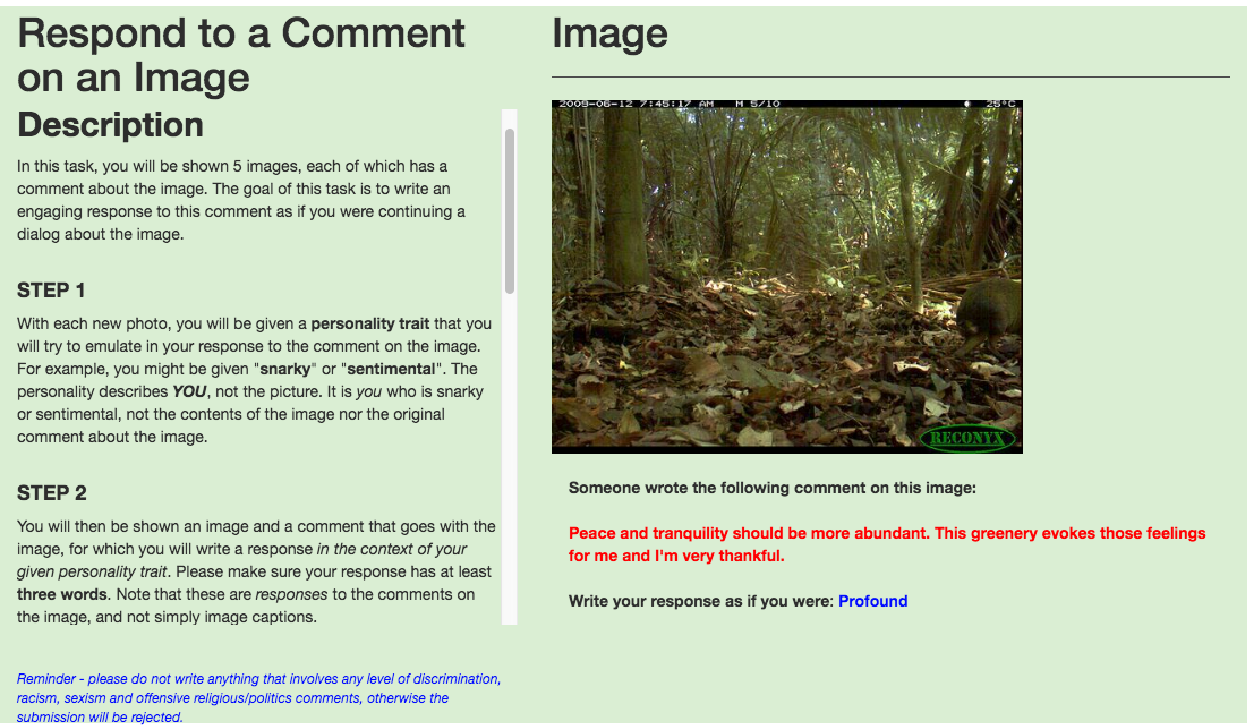 Respond to a Comment
on an Image
Description
In this task, you will be shown 5 images, each of which has a
comment about the image. The goal of this task is to write an
engaging response to this comment as if you were continuing a
dialog about the image.
STEP 1
With each new photo, you will be given a personality trait that you
will try to emulate in your response to the comment on the image.
For example, you might be given "snarky" or "sentimental". The
personality describes YOU, not the picture. It is you who is snarky
or sentimental, not the contents of the image nor the original
comment about the image.
STEP 2
You will then be shown an image and a comment that goes with the
image, for which you will write a response in the context of your
given personality trait. Please make sure your response has at least
three words. Note that these are responses to the comments on
the image, and not simply image captions.
Reminder - please do not write anything that involves any level of discrimination,
racism, sexism and offensive religious/politics comments, otherwise the
submission will be rejected.
Image
2009-06-12 7:45:17 AM M 5/10 25°C
RECONYX
Someone wrote the following comment on this image:
Peace and tranquility should be more abundant. This greenery evokes those feelings
for me and I'm very thankful.
Write your response as if you were: Profound